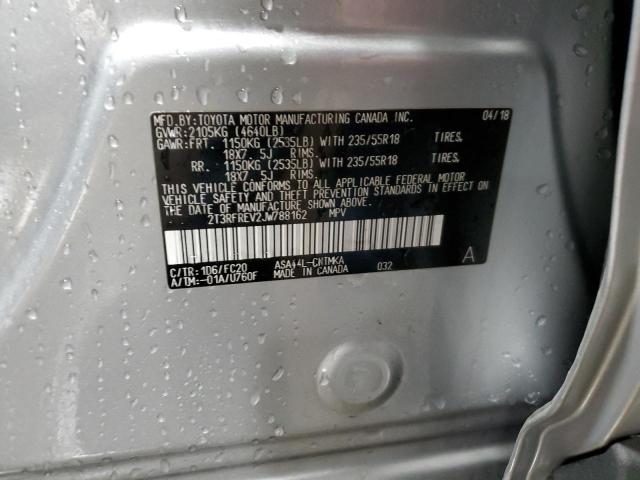 MFD.BY:TOYOTA MOTOR MANUFACTURING CANADA INC. 04/18
GVWR:2105KG (4640LB)
GAWR:FRT. 1150KG (2535LB) WITH 235/55R18 TIRES,
18X7.5J RIMS,
RR. 1150KG (2535LB) WITH 235/55R18 TIRES,
18X7.5J RIMS.
THIS VEHICLE CONFORMS TO ALL APPLICABLE FEDERAL MOTOR
VEHICLE SAFETY AND THEFT PREVENTION STANDARDS IN EFFECT
ON THE DATE OF MANUFACTURE SHOWN ABOVE.
2T3RFREV2JW788162 MPV
C/TR:1D6/FC20 ASA44L-CNTMKA A
A/TM:-01A/U760F MADE IN CANADA 032